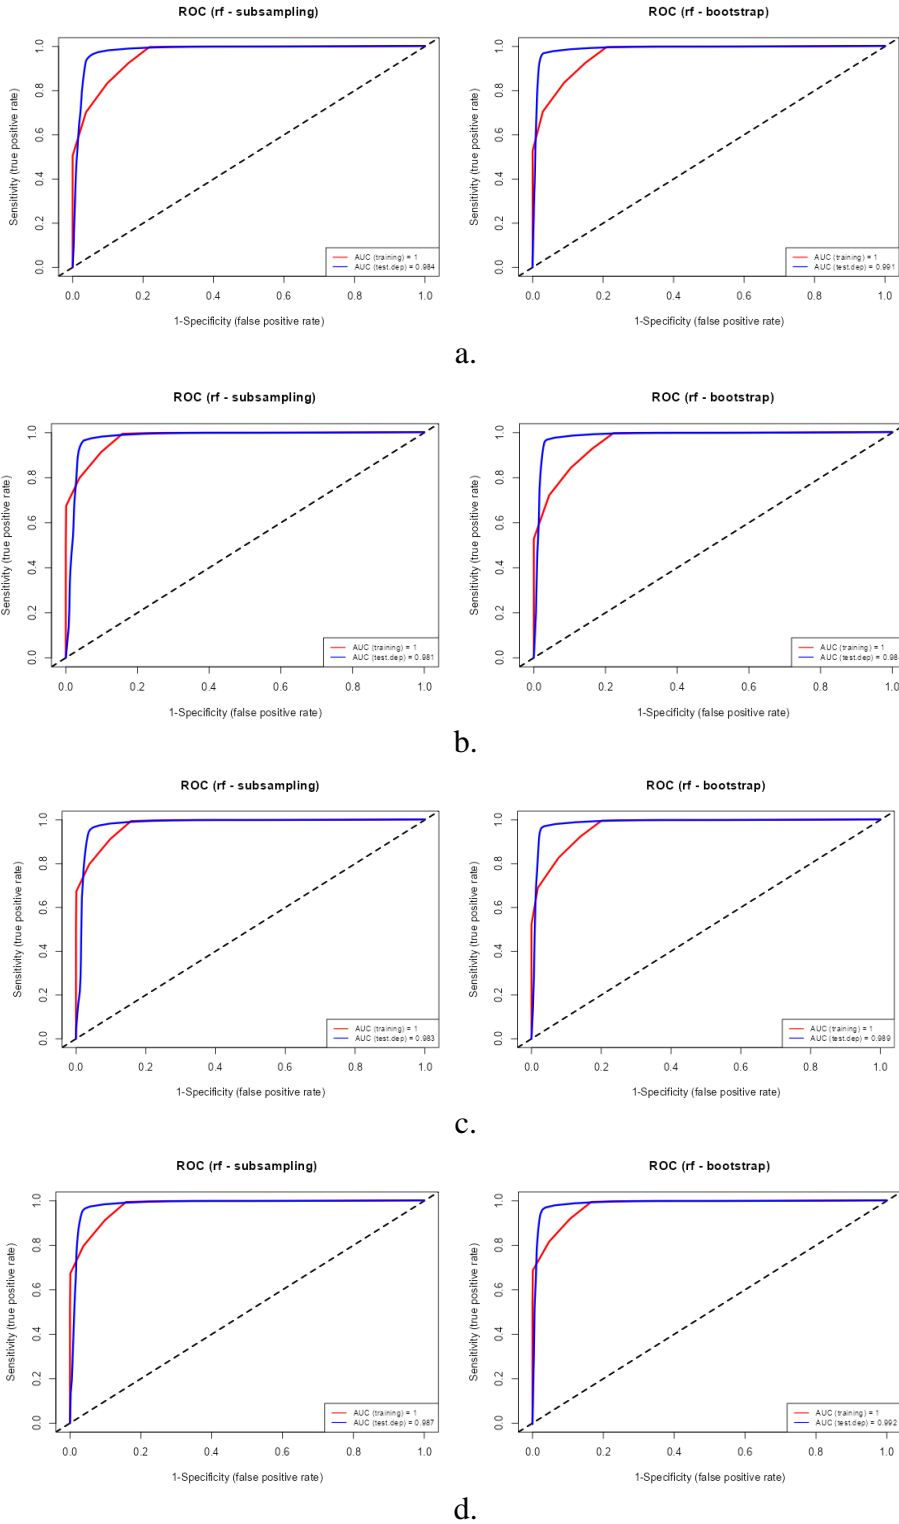 ROC (rf - subsampling)
Sensitivity (true positive rate)
1.0
0.8
0.6
0.4
0.2
0.0
AUC (training) = 1
AUC (test.dep) = 0.984
0.0 0.2 0.4 0.6 0.8 1.0
1-Specificity (false positive rate)
ROC (rf - bootstrap)
Sensitivity (true positive rate)
1.0
0.8
0.6
0.4
0.2
0.0
AUC (training) = 1
AUC (test.dep) = 0.991
0.0 0.2 0.4 0.6 0.8 1.0
1-Specificity (false positive rate)
a.
ROC (rf - subsampling)
Sensitivity (true positive rate)
1.0
0.8
0.6
0.4
0.2
0.0
AUC (training) = 1
AUC (test.dep) = 0.981
0.0 0.2 0.4 0.6 0.8 1.0
1-Specificity (false positive rate)
ROC (rf - bootstrap)
Sensitivity (true positive rate)
1.0
0.8
0.6
0.4
0.2
0.0
AUC (training) = 1
AUC (test.dep) = 0.98
0.0 0.2 0.4 0.6 0.8 1.0
1-Specificity (false positive rate)
b.
ROC (rf - subsampling)
Sensitivity (true positive rate)
1.0
0.8
0.6
0.4
0.2
0.0
AUC (training) = 1
AUC (test.dep) = 0.983
0.0 0.2 0.4 0.6 0.8 1.0
1-Specificity (false positive rate)
ROC (rf - bootstrap)
Sensitivity (true positive rate)
1.0
0.8
0.6
0.4
0.2
0.0
AUC (training) = 1
AUC (test.dep) = 0.989
0.0 0.2 0.4 0.6 0.8 1.0
1-Specificity (false positive rate)
c.
ROC (rf - subsampling)
Sensitivity (true positive rate)
1.0
0.8
0.6
0.4
0.2
0.0
AUC (training) = 1
AUC (test.dep) = 0.987
0.0 0.2 0.4 0.6 0.8 1.0
1-Specificity (false positive rate)
ROC (rf - bootstrap)
Sensitivity (true positive rate)
1.0
0.8
0.6
0.4
0.2
0.0
AUC (training) = 1
AUC (test.dep) = 0.992
0.0 0.2 0.4 0.6 0.8 1.0
1-Specificity (false positive rate)
d.